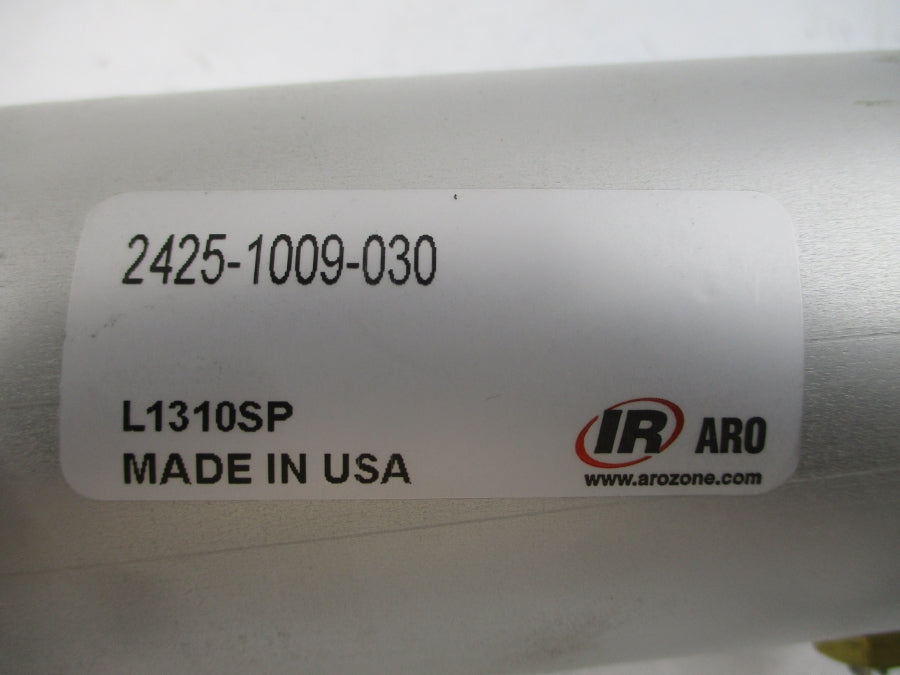 2425-1009-030
L1310SP
MADE IN USA
IR ARO
www.arozone.com